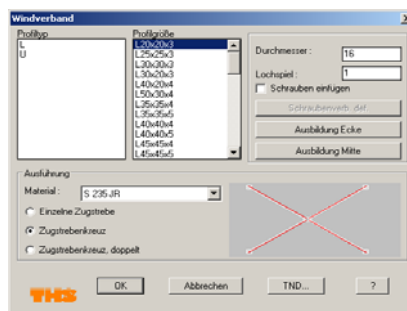 Windverband
Profiltyp
L
U
Profilgröße
L20x20x3
L25x25x3
L30x30x3
L30x20x3
L40x20x4
L50x30x4
L35x35x4
L35x35x5
L40x40x4
L40x40x5
L45x45x4
L45x45x5
Durchmesser :
16
Lochspiel :
1
Schrauben einfügen
Schraubenverb. def.
Ausbildung Ecke
Ausbildung Mitte
Ausführung
Material :
S 235JR
Einzelne Zugstrebe
Zugstrebenkreuz
Zugstrebenkreuz, doppelt
THS
OK
Abbrechen
TND...
?